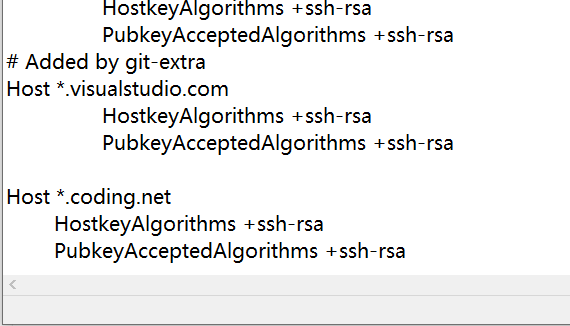 HostkeyAlgorithms +ssh-rsa
PubkeyAcceptedAlgorithms +ssh-rsa
# Added by git-extra
Host *.visualstudio.com
HostkeyAlgorithms +ssh-rsa
PubkeyAcceptedAlgorithms +ssh-rsa
Host *.coding.net
HostkeyAlgorithms +ssh-rsa
PubkeyAcceptedAlgorithms +ssh-rsa